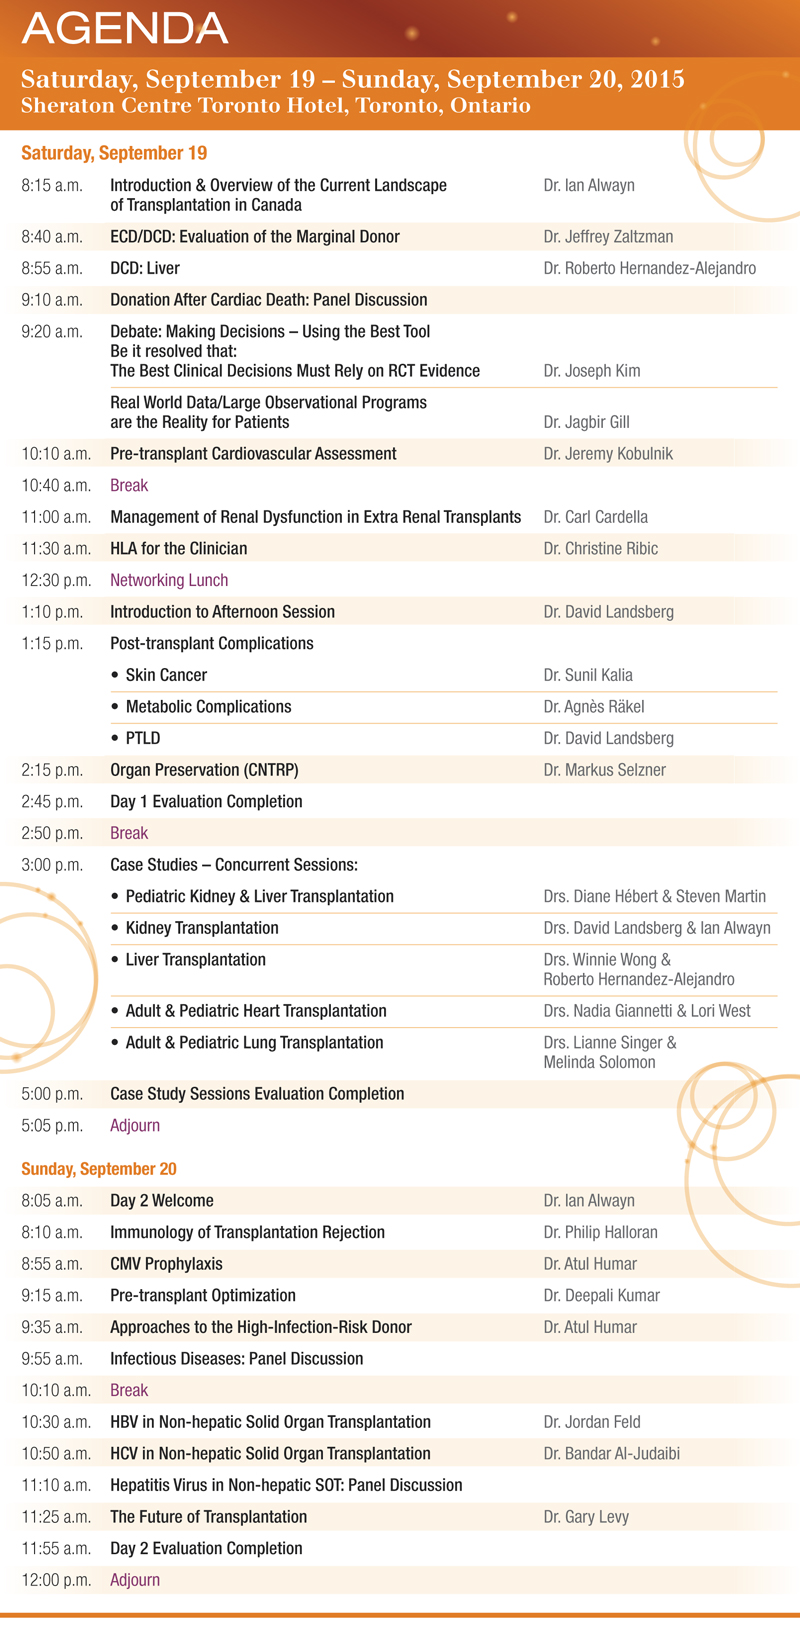 AGENDA
Saturday, September 19 – Sunday, September 20, 2015
Sheraton Centre Toronto Hotel, Toronto, Ontario
Saturday, September 19
8:15 a.m. Introduction & Overview of the Current Landscape Dr. Ian Alwayn
of Transplantation in Canada
8:40 a.m. ECD/DCD: Evaluation of the Marginal Donor Dr. Jeffrey Zaltzman
8:55 a.m. DCD: Liver Dr. Roberto Hernandez-Alejandro
9:10 a.m. Donation After Cardiac Death: Panel Discussion
9:20 a.m. Debate: Making Decisions – Using the Best Tool
Be it resolved that:
The Best Clinical Decisions Must Rely on RCT Evidence Dr. Joseph Kim
Real World Data/Large Observational Programs
are the Reality for Patients Dr. Jagbir Gill
10:10 a.m. Pre-transplant Cardiovascular Assessment Dr. Jeremy Kobulnik
10:40 a.m. Break
11:00 a.m. Management of Renal Dysfunction in Extra Renal Transplants Dr. Carl Cardella
11:30 a.m. HLA for the Clinician Dr. Christine Ribic
12:30 p.m. Networking Lunch
1:10 p.m. Introduction to Afternoon Session Dr. David Landsberg
1:15 p.m. Post-transplant Complications
• Skin Cancer Dr. Sunil Kalia
• Metabolic Complications Dr. Agnès Räkel
• PTLD Dr. David Landsberg
2:15 p.m. Organ Preservation (CNTRP) Dr. Markus Selzner
2:45 p.m. Day 1 Evaluation Completion
2:50 p.m. Break
3:00 p.m. Case Studies – Concurrent Sessions:
• Pediatric Kidney & Liver Transplantation Drs. Diane Hébert & Steven Martin
• Kidney Transplantation Drs. David Landsberg & Ian Alwayn
• Liver Transplantation Drs. Winnie Wong &
Roberto Hernandez-Alejandro
• Adult & Pediatric Heart Transplantation Drs. Nadia Giannetti & Lori West
• Adult & Pediatric Lung Transplantation Drs. Lianne Singer &
Melinda Solomon
5:00 p.m. Case Study Sessions Evaluation Completion
5:05 p.m. Adjourn
Sunday, September 20
8:05 a.m. Day 2 Welcome Dr. Ian Alwayn
8:10 a.m. Immunology of Transplantation Rejection Dr. Philip Halloran
8:55 a.m. CMV Prophylaxis Dr. Atul Humar
9:15 a.m. Pre-transplant Optimization Dr. Deepali Kumar
9:35 a.m. Approaches to the High-Infection-Risk Donor Dr. Atul Humar
9:55 a.m. Infectious Diseases: Panel Discussion
10:10 a.m. Break
10:30 a.m. HBV in Non-hepatic Solid Organ Transplantation Dr. Jordan Feld
10:50 a.m. HCV in Non-hepatic Solid Organ Transplantation Dr. Bandar Al-Judaibi
11:10 a.m. Hepatitis Virus in Non-hepatic SOT: Panel Discussion
11:25 a.m. The Future of Transplantation Dr. Gary Levy
11:55 a.m. Day 2 Evaluation Completion
12:00 p.m. Adjourn